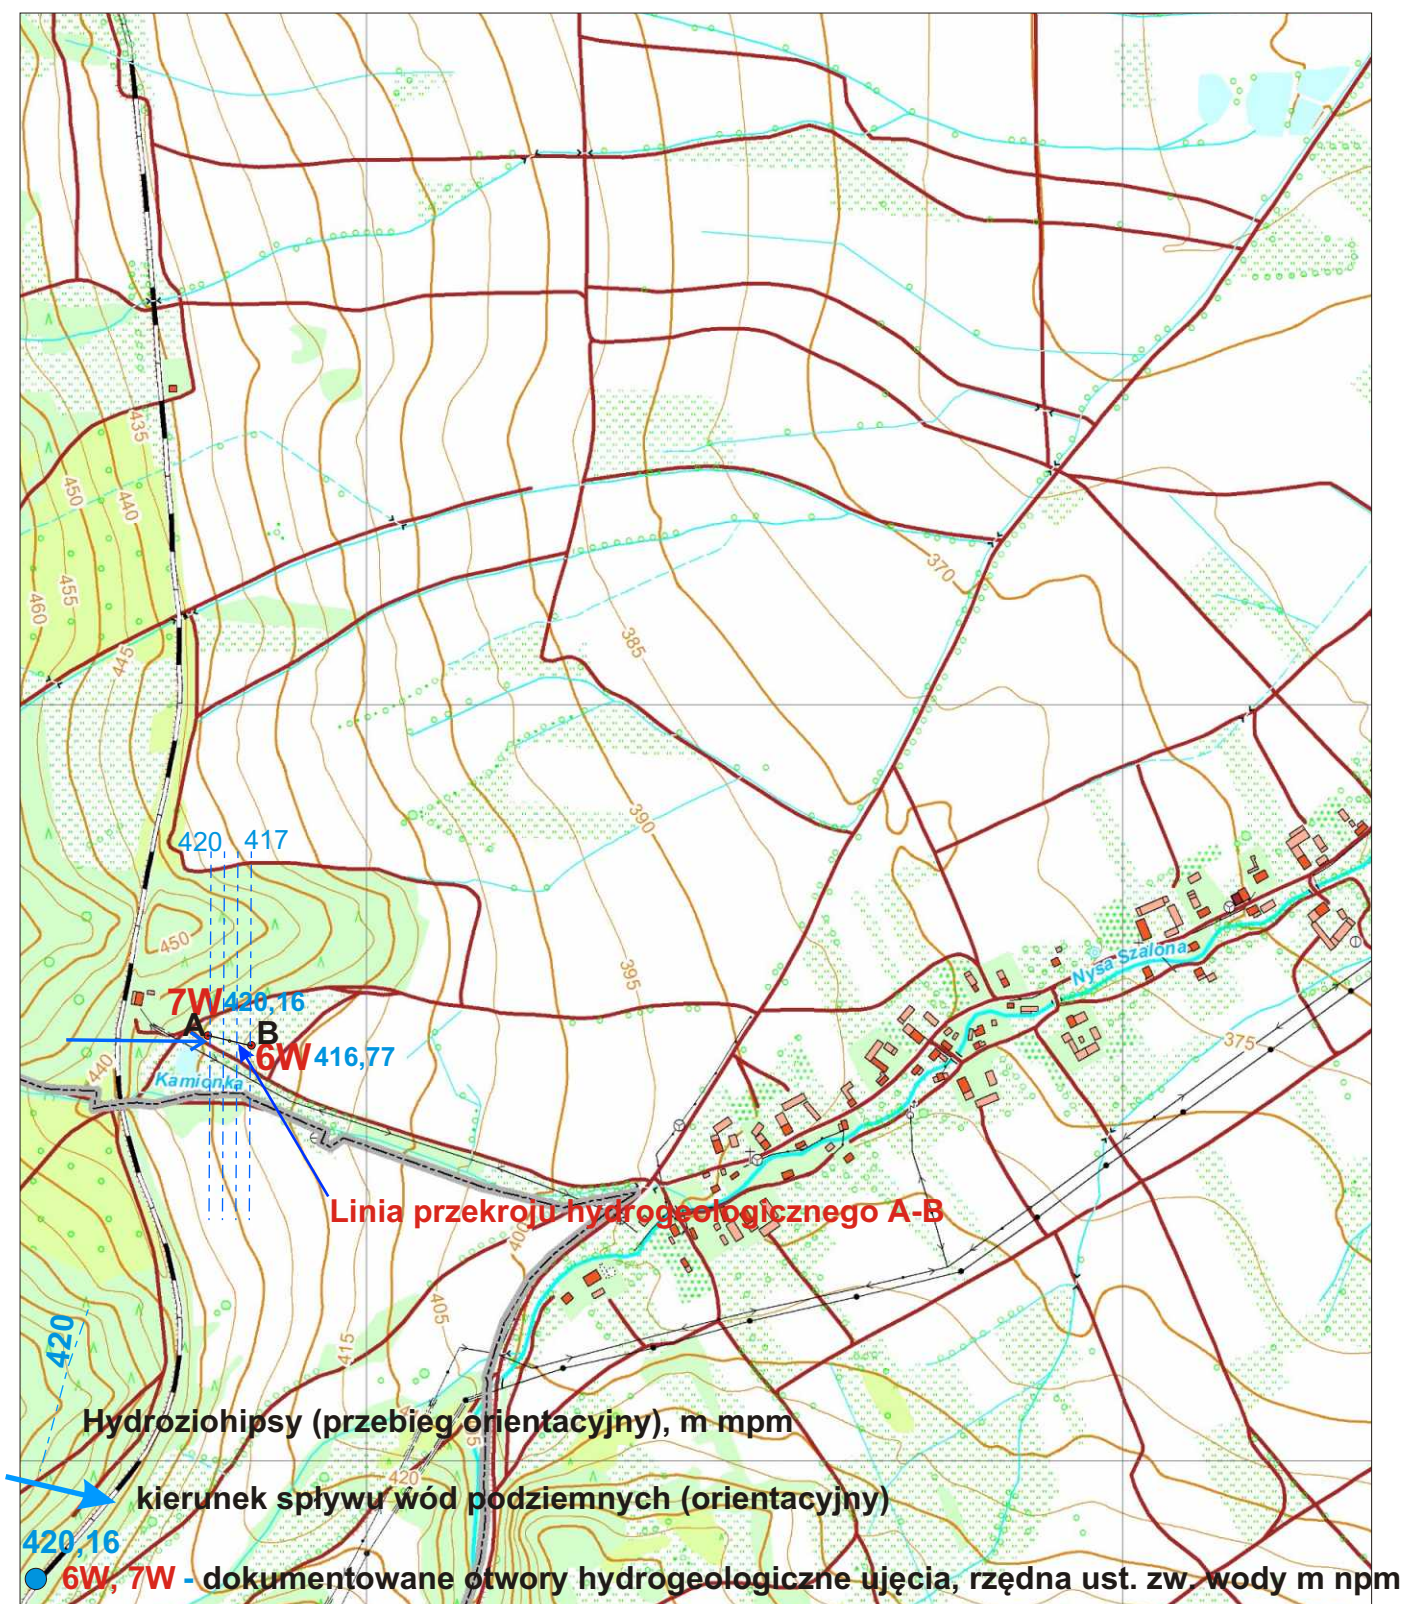 435
450
440
455
460
445
385
370
390
420
417
450
395
7W
420,16
A
B
6W
416,77
440
Kamionka
Nysa Szalona
375
Linia przekroju hydrogeologicznego A-B
400
405
415
420
Hydroziohipsy (przebieg orientacyjny), m mpm
420
kierunek spływu wód podziemnych (orientacyjny)
420,16
6W, 7W - dokumentowane otwory hydrogeologiczne ujęcia, rzędna ust. zw. wody m npm